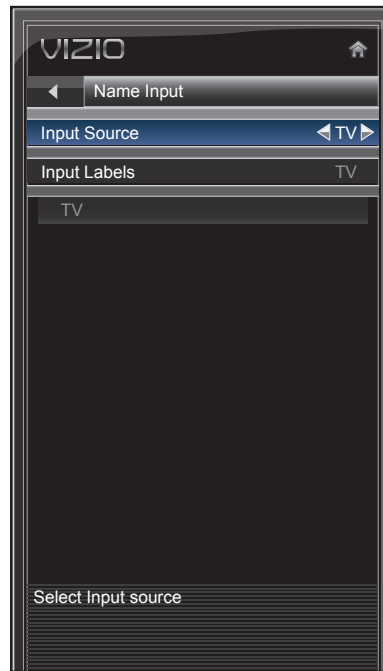 VIZIO
Name Input
Input Source TV
Input Labels TV
TV
Select Input source